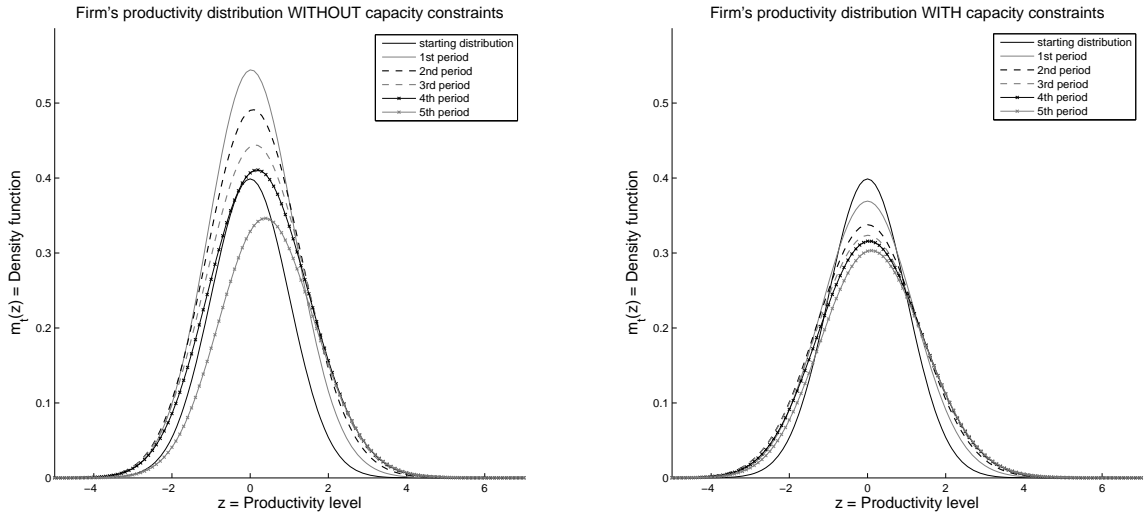 Firm's productivity distribution WITHOUT capacity constraints
starting distribution
1st period
2nd period
3rd period
4th period
5th period
0.5
0.4
0.3
0.2
0.1
0
m_t(z) = Density function
−4
−2
0
2
4
6
z = Productivity level
Firm's productivity distribution WITH capacity constraints
starting distribution
1st period
2nd period
3rd period
4th period
5th period
0.5
0.4
0.3
0.2
0.1
0
m_t(z) = Density function
−4
−2
0
2
4
6
z = Productivity level